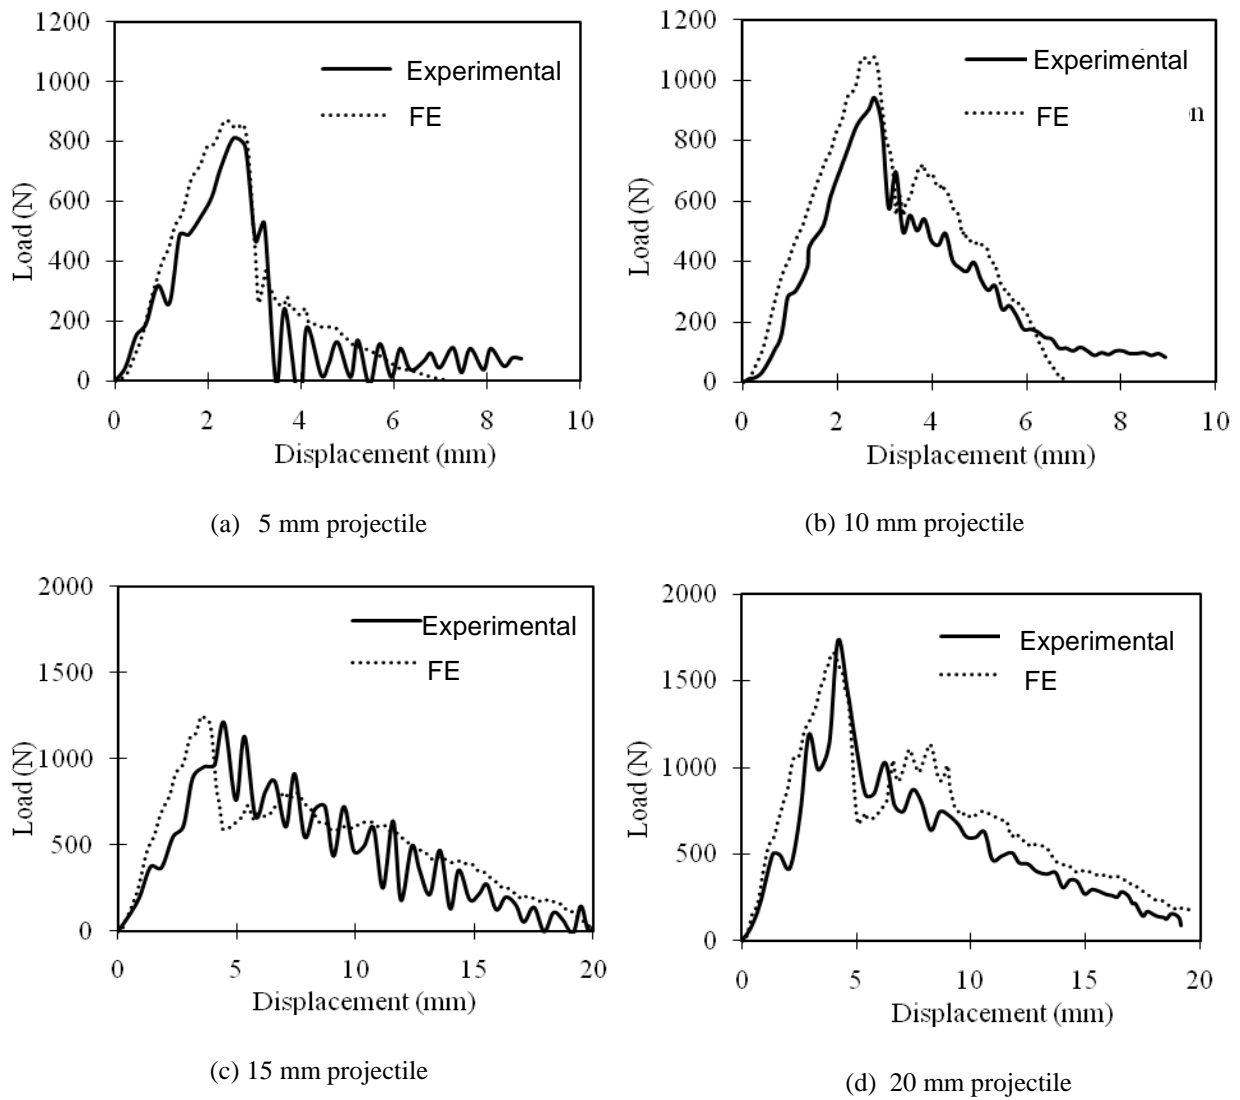 1200
1000
800
600
400
200
0
Load (N)
Experimental
FE
0 2 4 6 8 10
Displacement (mm)
(a) 5 mm projectile
1200
1000
800
600
400
200
0
Load (N)
Experimental
FE
n
0 2 4 6 8 10
Displacement (mm)
(b) 10 mm projectile
2000
1500
1000
500
0
Load (N)
Experimental
FE
0 5 10 15 20
Displacement (mm)
(c) 15 mm projectile
2000
1500
1000
500
0
Load (N)
Experimental
FE
0 5 10 15 20
Displacement (mm)
(d) 20 mm projectile